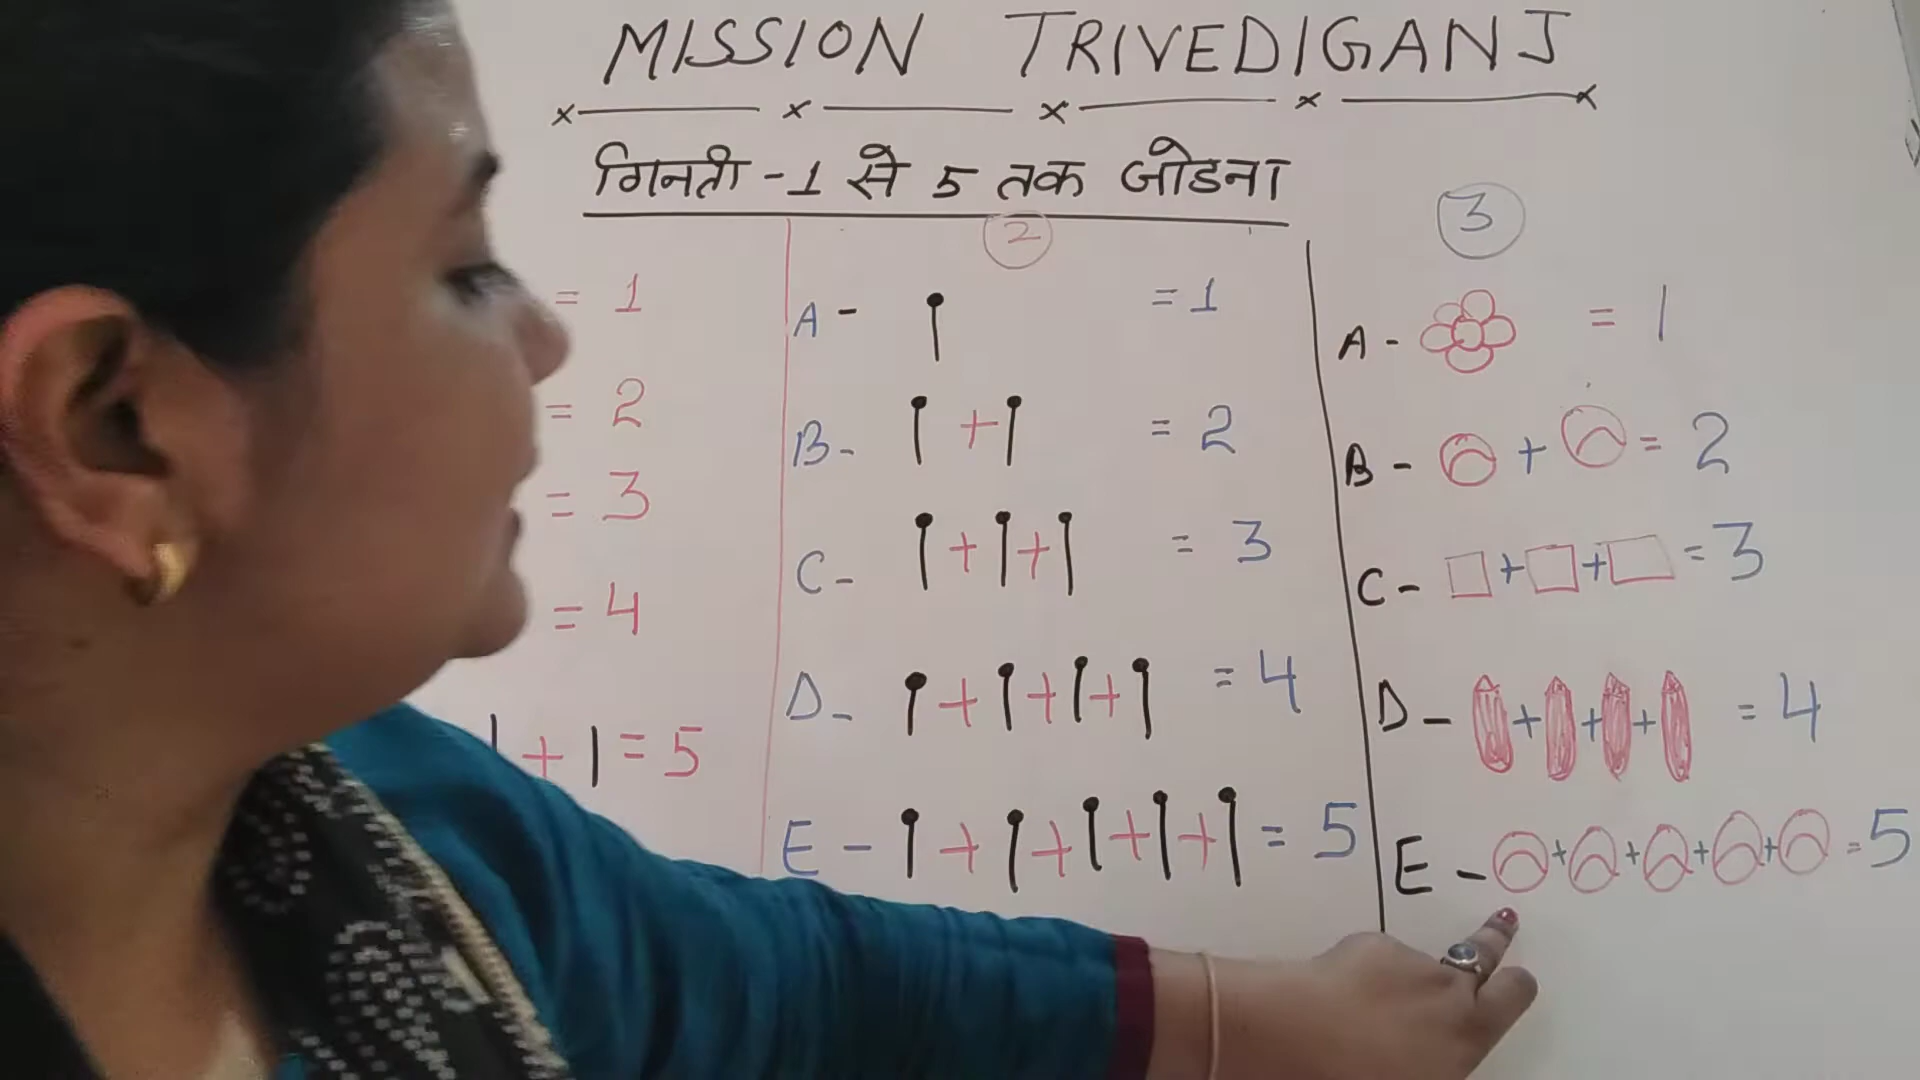 MISSION TRIVEDIGANJ
गिनती - 1 से 5 तक जोडना
= 1
= 2
= 3
= 4
1 + 1 = 5
2
A - = 1
B - + = 2
C - + + = 3
D - + + + = 4
E - + + + + = 5
3
A - = 1
B - + = 2
C - + + = 3
D - + + + = 4
E - + + + + = 5